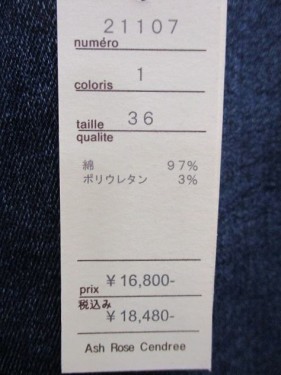 21107
numéro
1
coloris
36
taille
qualite
綿 97%
ポリウレタン 3%
prix ¥16,800-
税込み
¥18,480-
Ash Rose Cendree